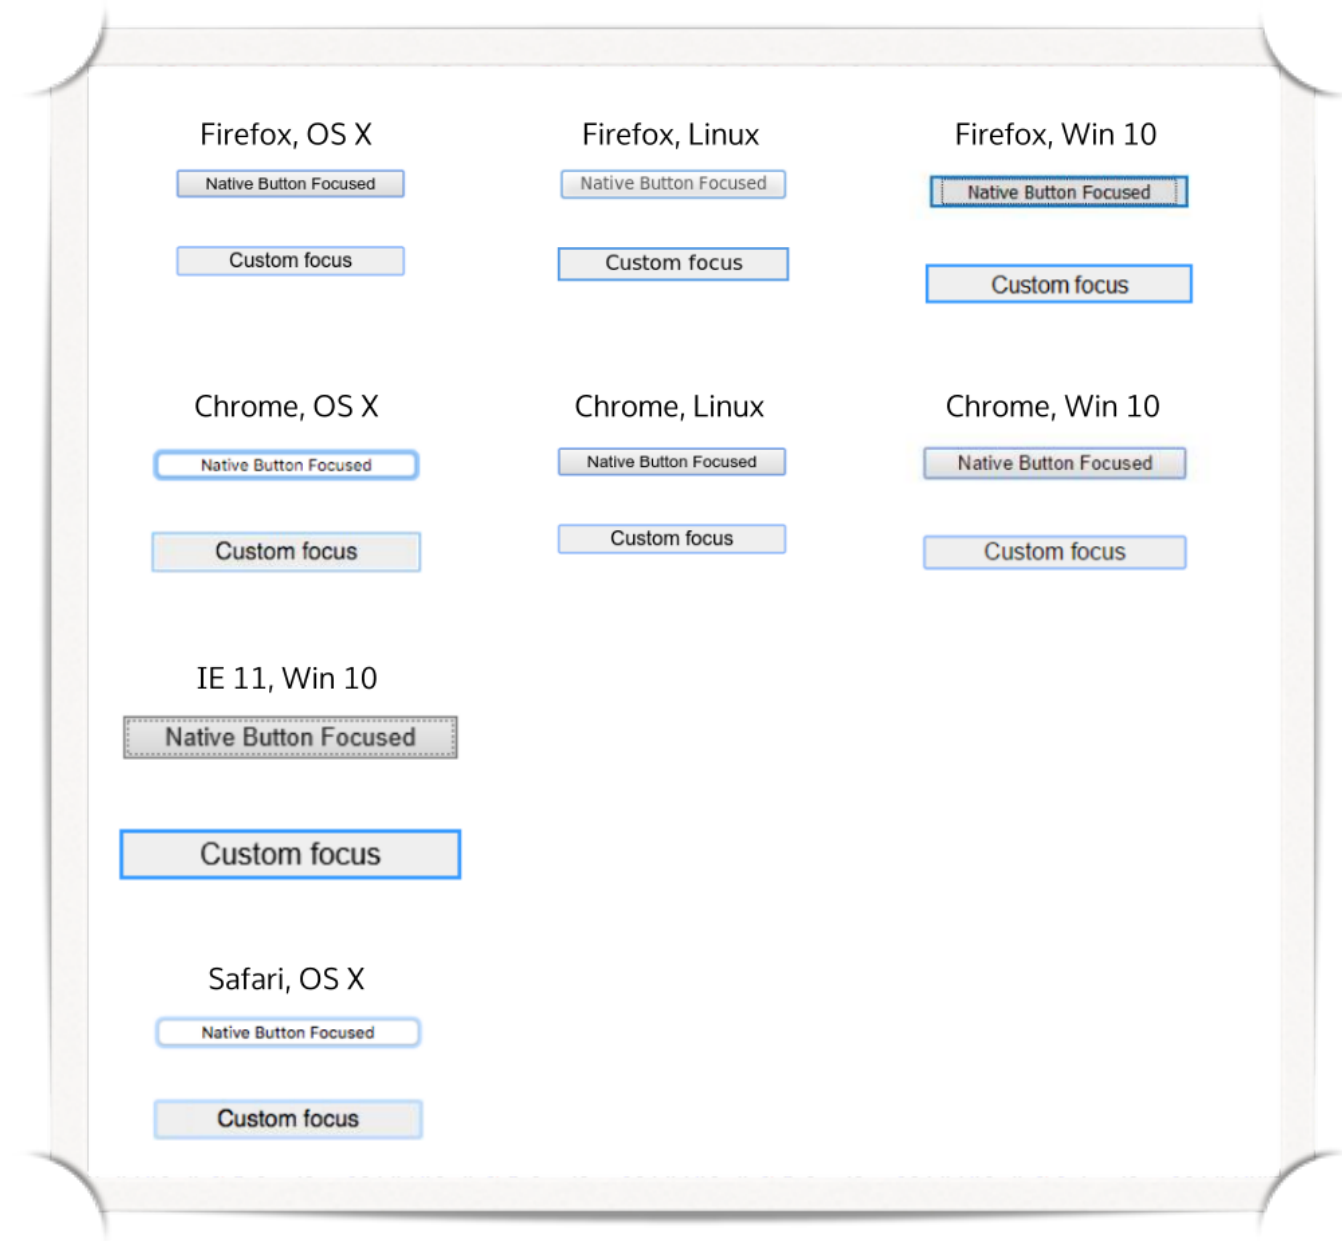 Firefox, OS X
Native Button Focused
Custom focus
Firefox, Linux
Native Button Focused
Custom focus
Firefox, Win 10
Native Button Focused
Custom focus
Chrome, OS X
Native Button Focused
Custom focus
Chrome, Linux
Native Button Focused
Custom focus
Chrome, Win 10
Native Button Focused
Custom focus
IE 11, Win 10
Native Button Focused
Custom focus
Safari, OS X
Native Button Focused
Custom focus